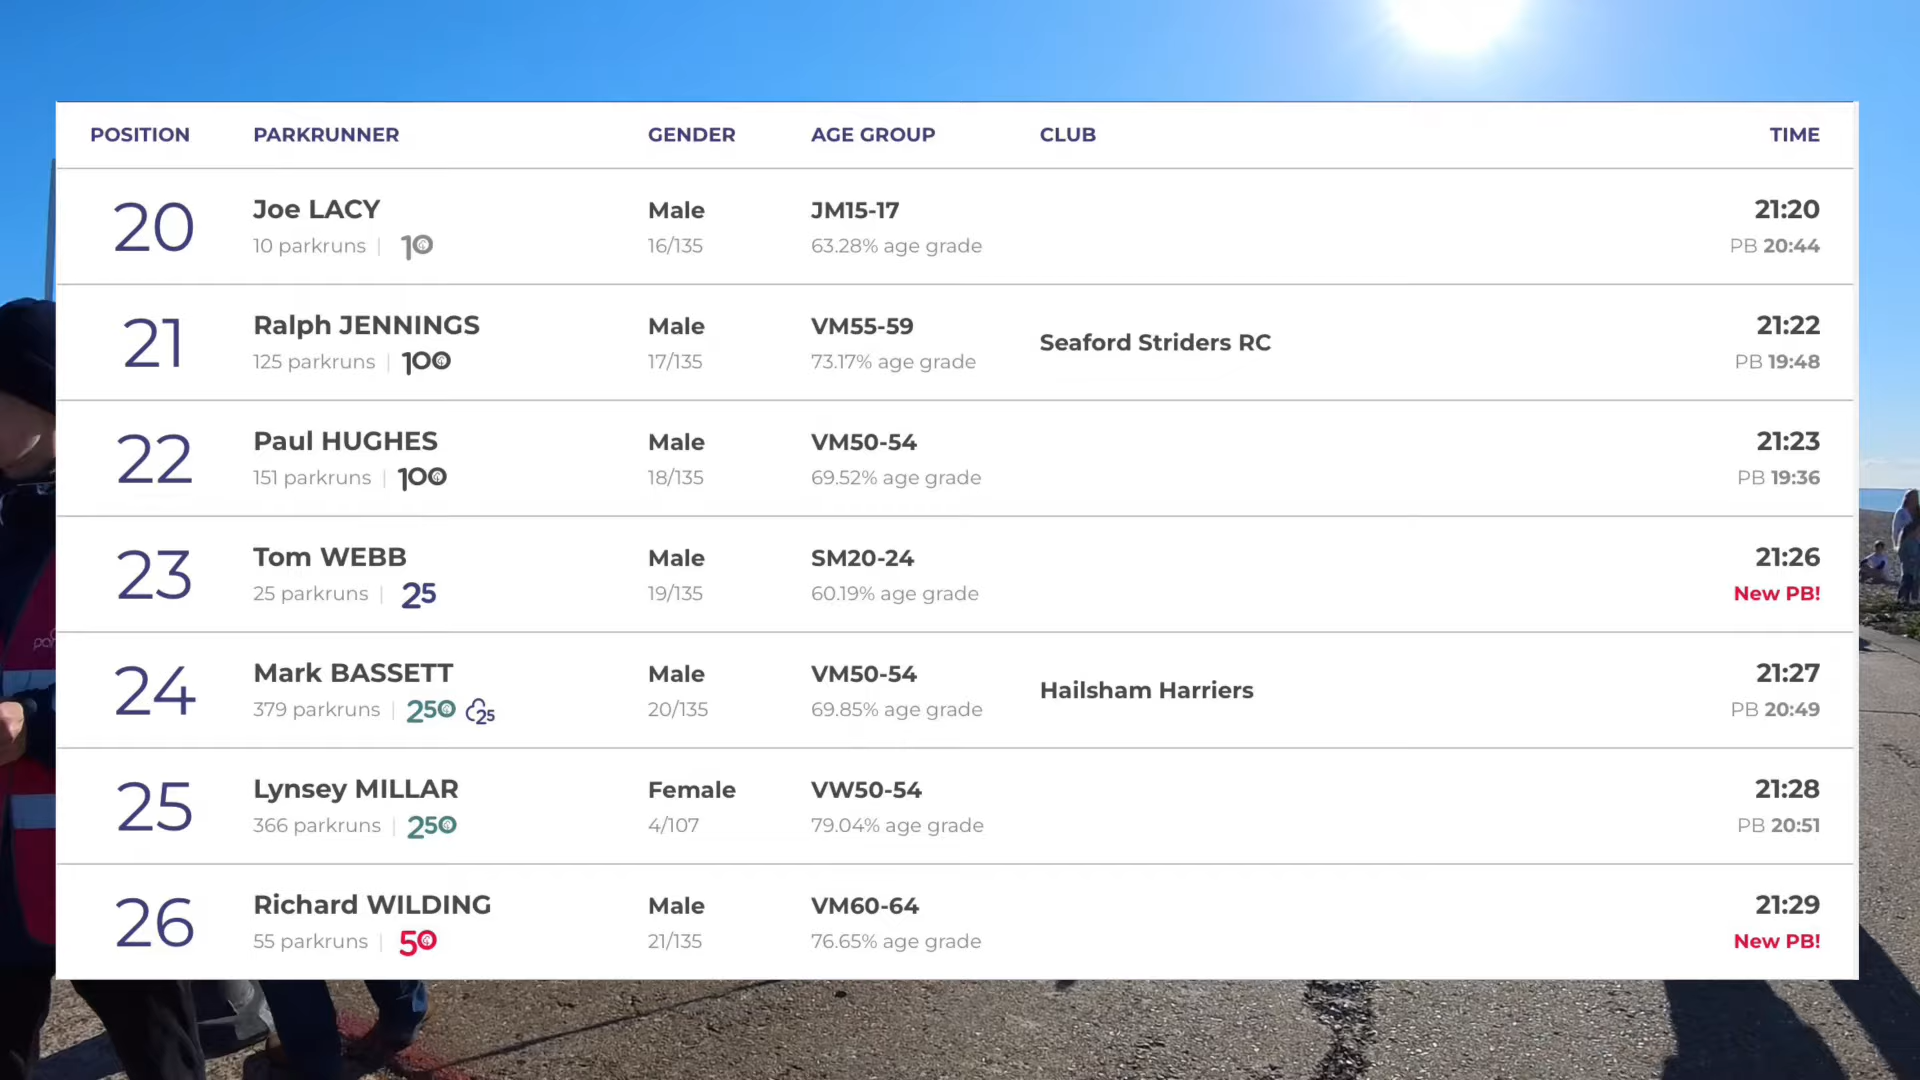 POSITION PARKRUNNER GENDER AGE GROUP CLUB TIME
20 Joe LACY Male JM15-17 21:20
10 parkruns | 10 16/135 63.28% age grade PB 20:44
21 Ralph JENNINGS Male VM55-59 Seaford Striders RC 21:22
125 parkruns | 100 17/135 73.17% age grade PB 19:48
22 Paul HUGHES Male VM50-54 21:23
151 parkruns | 100 18/135 69.52% age grade PB 19:36
23 Tom WEBB Male SM20-24 21:26
25 parkruns | 25 19/135 60.19% age grade New PB!
24 Mark BASSETT Male VM50-54 Hailsham Harriers 21:27
379 parkruns | 250 25 20/135 69.85% age grade PB 20:49
25 Lynsey MILLAR Female VW50-54 21:28
366 parkruns | 250 4/107 79.04% age grade PB 20:51
26 Richard WILDING Male VM60-64 21:29
55 parkruns | 50 21/135 76.65% age grade New PB!